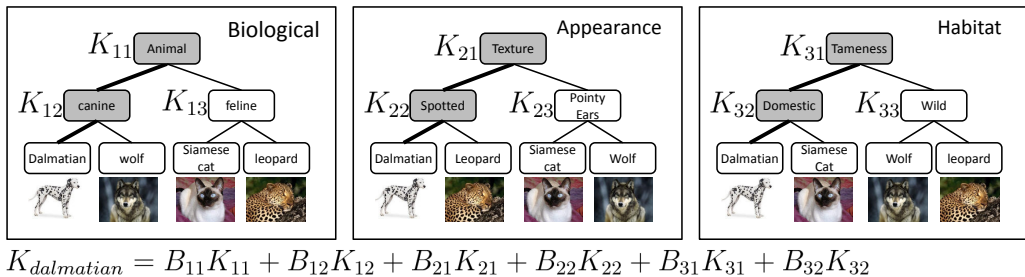 Biological
K11 Animal
K12 canine K13 feline
Dalmatian wolf Siamese cat leopard
Appearance
K21 Texture
K22 Spotted K23 Pointy Ears
Dalmatian Leopard Siamese cat Wolf
Habitat
K31 Tameness
K32 Domestic K33 Wild
Dalmatian Siamese Cat Wolf leopard
Kdalmatian = B11K11 + B12K12 + B21K21 + B22K22 + B31K31 + B32K32